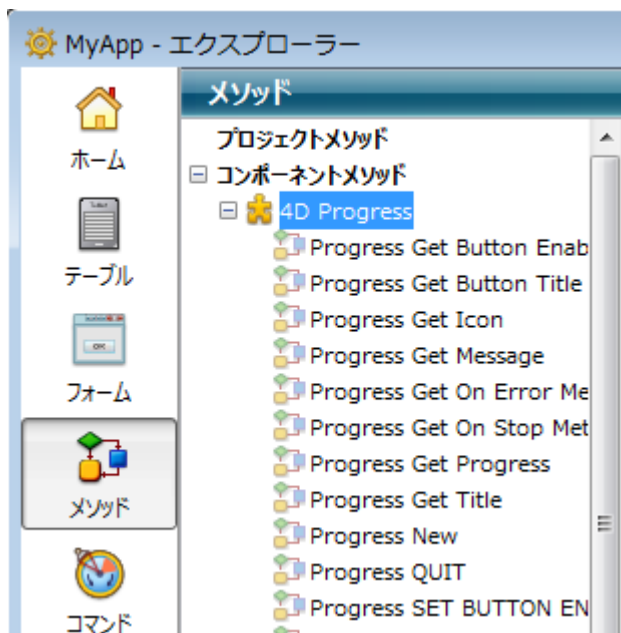 MyApp - エクスプローラー
ホーム
テーブル
フォーム
メソッド
コマンド
メソッド
プロジェクトメソッド
コンポーネントメソッド
4D Progress
Progress Get Button Enab
Progress Get Button Title
Progress Get Icon
Progress Get Message
Progress Get On Error Me
Progress Get On Stop Met
Progress Get Progress
Progress Get Title
Progress New
Progress QUIT
Progress SET BUTTON EN